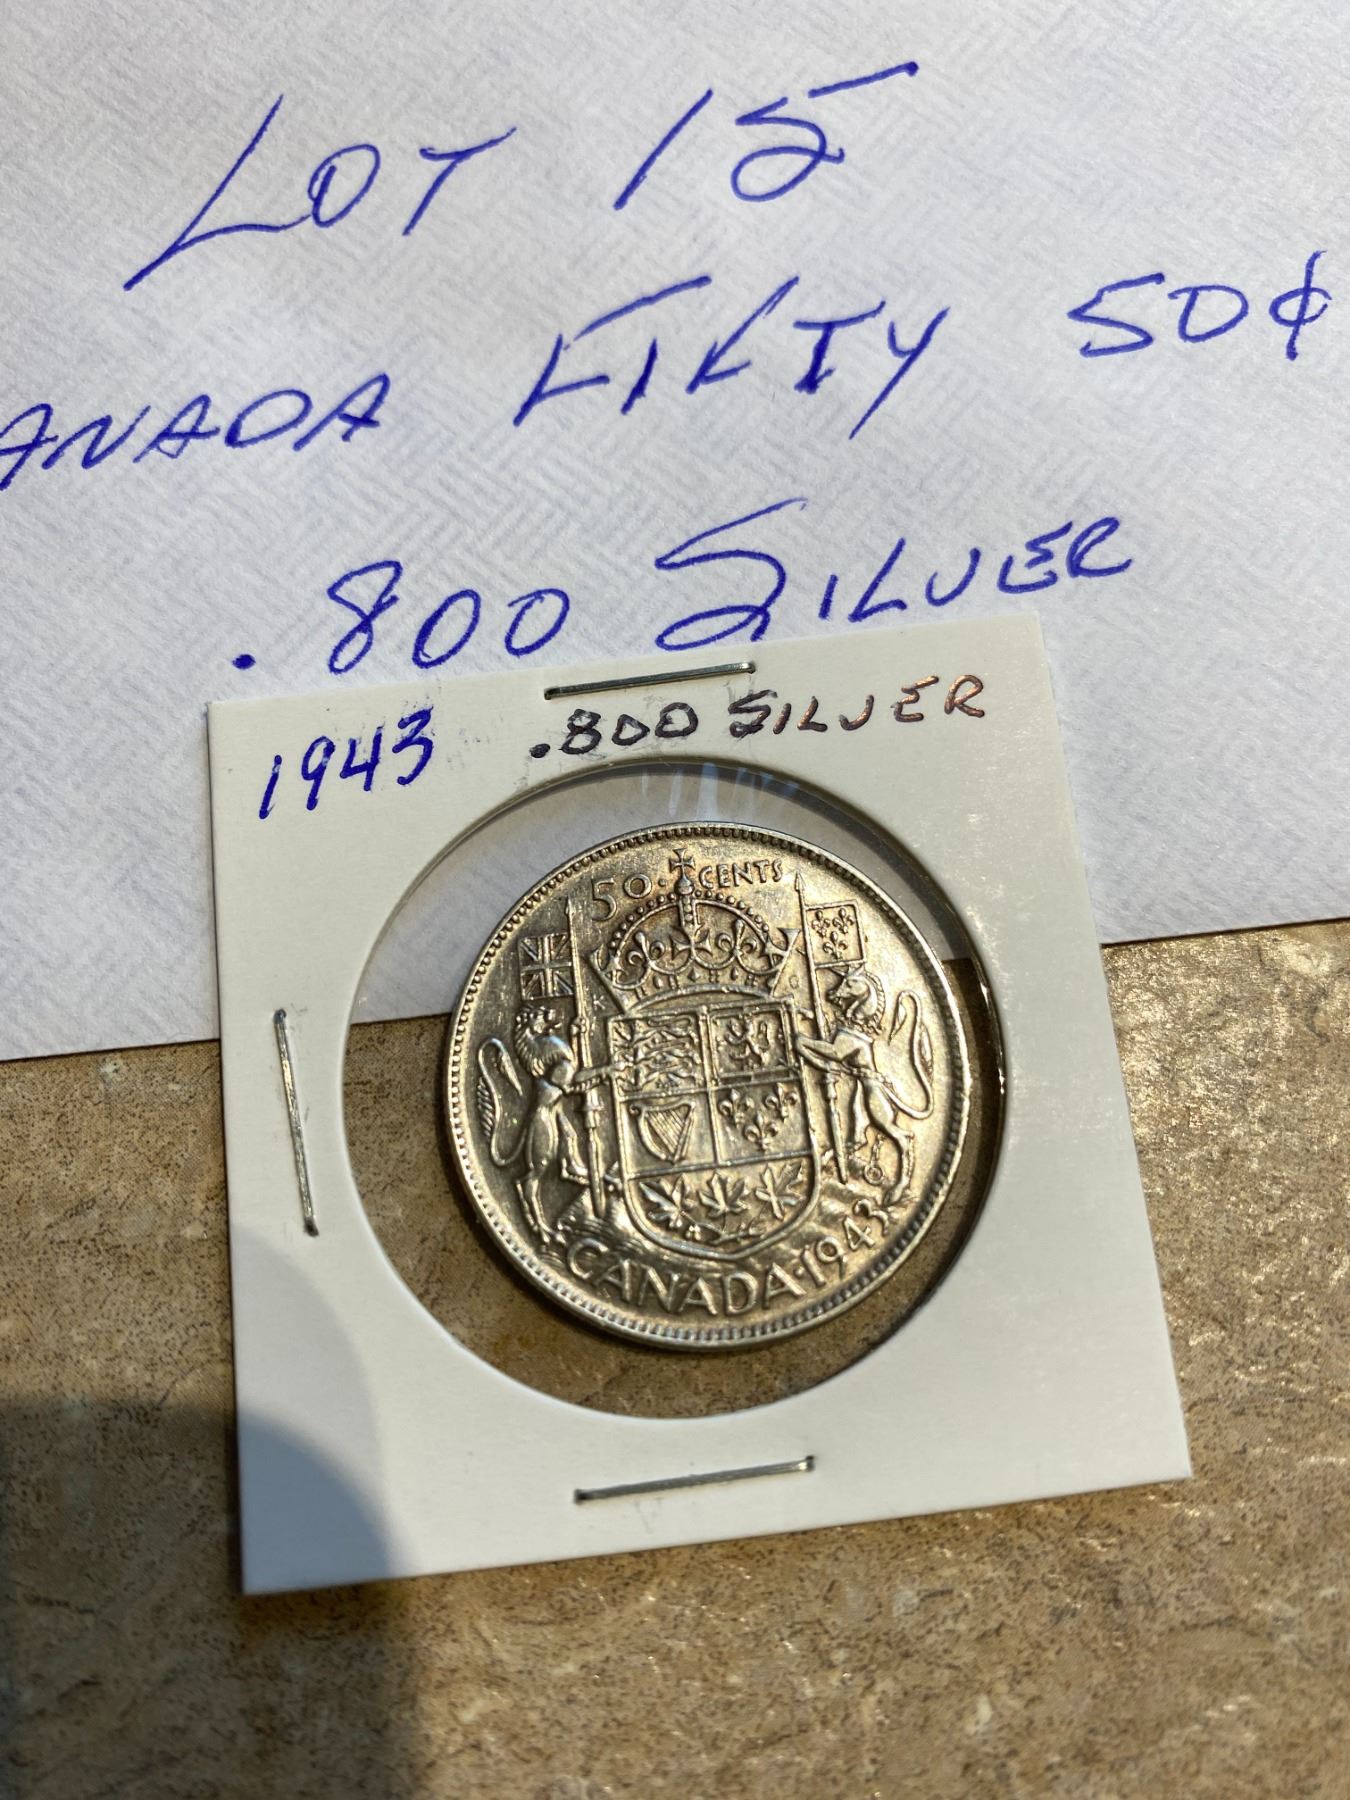 LOT 15
ANADA FIFTY 50¢
.800 SILVER
1943 .800 SILVER
50 · CENTS
K G
CANADA · 1943